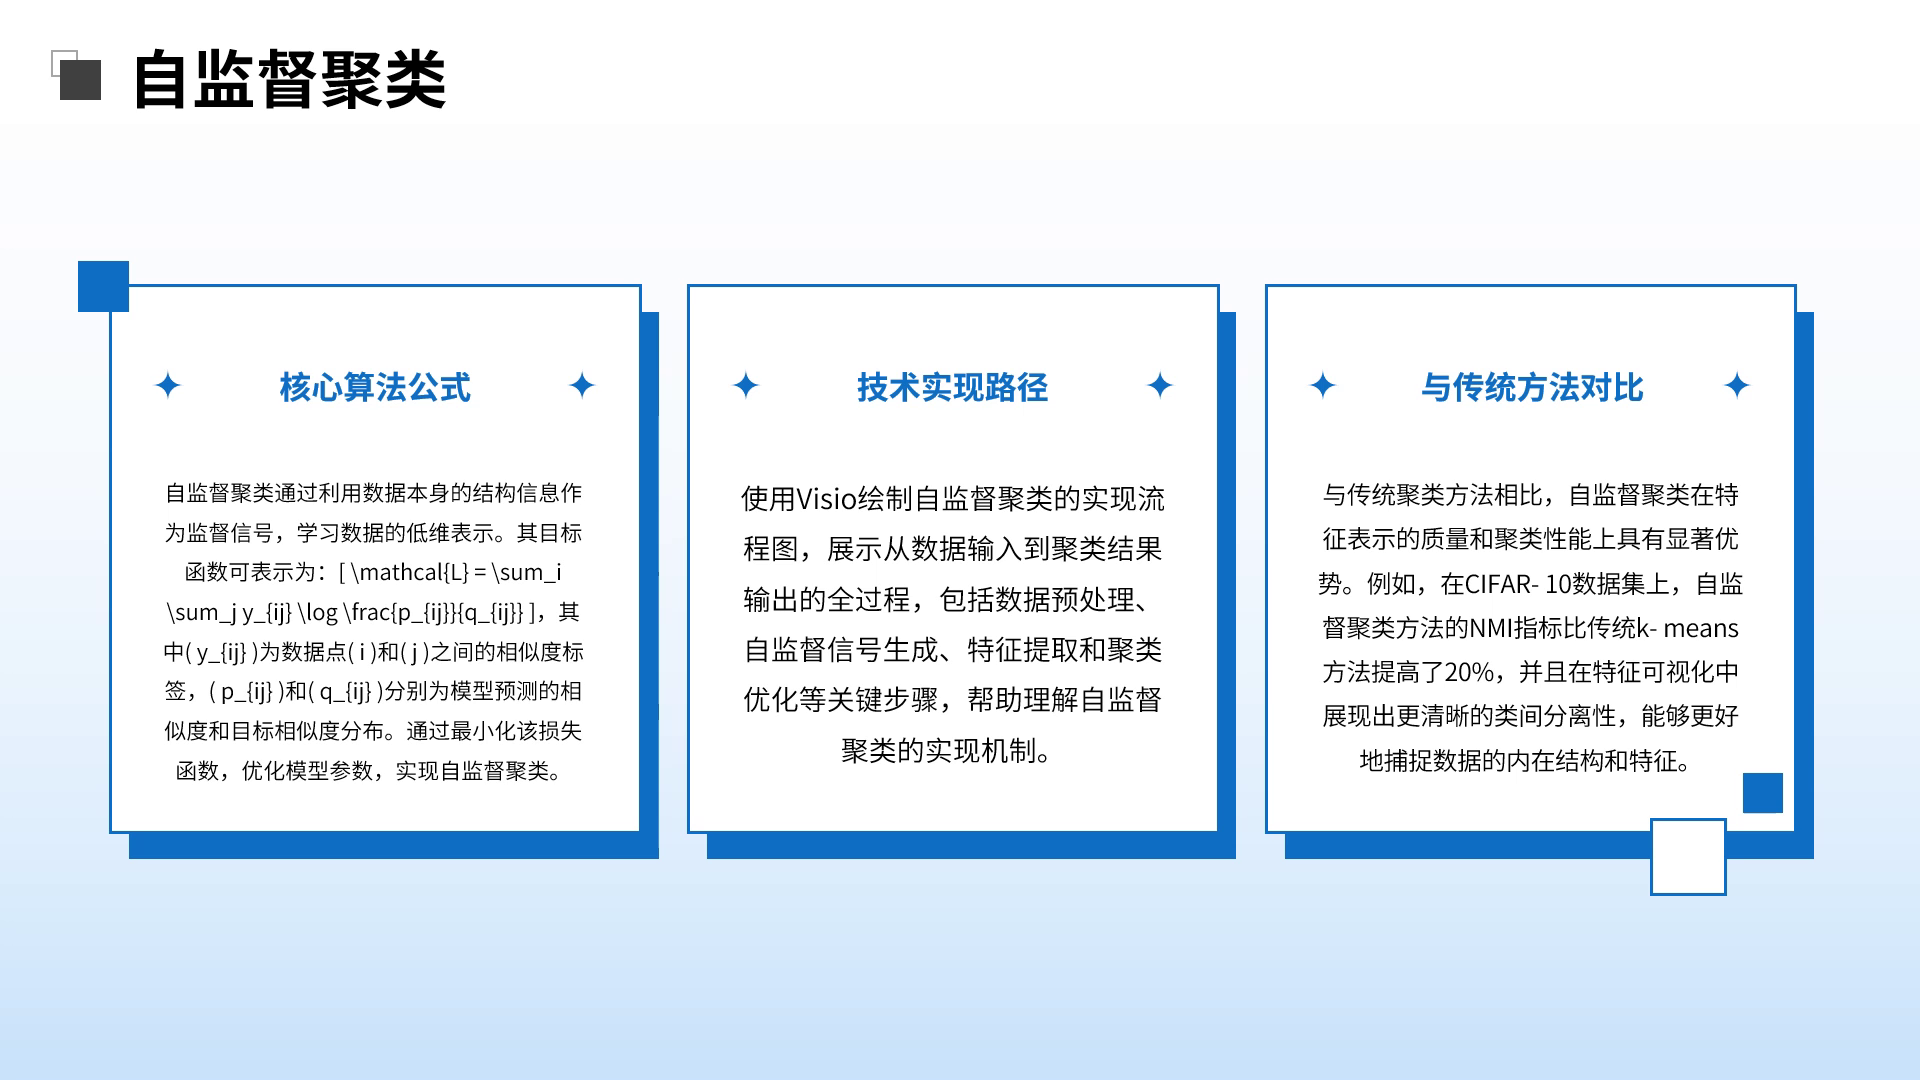 自监督聚类
核心算法公式
自监督聚类通过利用数据本身的结构信息作
为监督信号，学习数据的低维表示。其目标
函数可表示为：[ \mathcal{L} = \sum_i
\sum_j y_{ij} \log \frac{p_{ij}}{q_{ij}} ]，其
中( y_{ij} )为数据点( i )和( j )之间的相似度标
签，( p_{ij} )和( q_{ij} )分别为模型预测的相
似度和目标相似度分布。通过最小化该损失
函数，优化模型参数，实现自监督聚类。
技术实现路径
使用Visio绘制自监督聚类的实现流
程图，展示从数据输入到聚类结果
输出的全过程，包括数据预处理、
自监督信号生成、特征提取和聚类
优化等关键步骤，帮助理解自监督
聚类的实现机制。
与传统方法对比
与传统聚类方法相比，自监督聚类在特
征表示的质量和聚类性能上具有显著优
势。例如，在CIFAR- 10数据集上，自监
督聚类方法的NMI指标比传统k- means
方法提高了20%，并且在特征可视化中
展现出更清晰的类间分离性，能够更好
地捕捉数据的内在结构和特征。